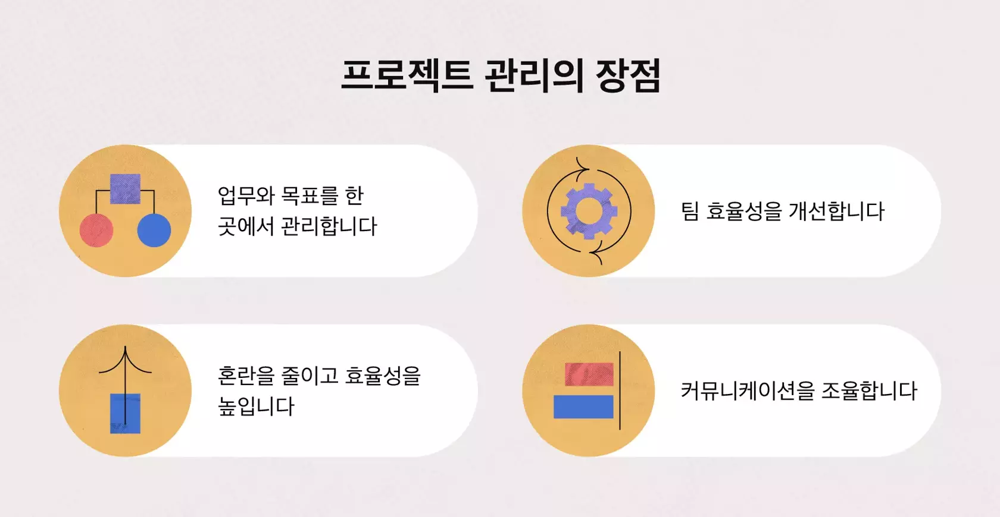 프로젝트 관리의 장점
업무와 목표를 한
곳에서 관리합니다
팀 효율성을 개선합니다
혼란을 줄이고 효율성을
높입니다
커뮤니케이션을 조율합니다